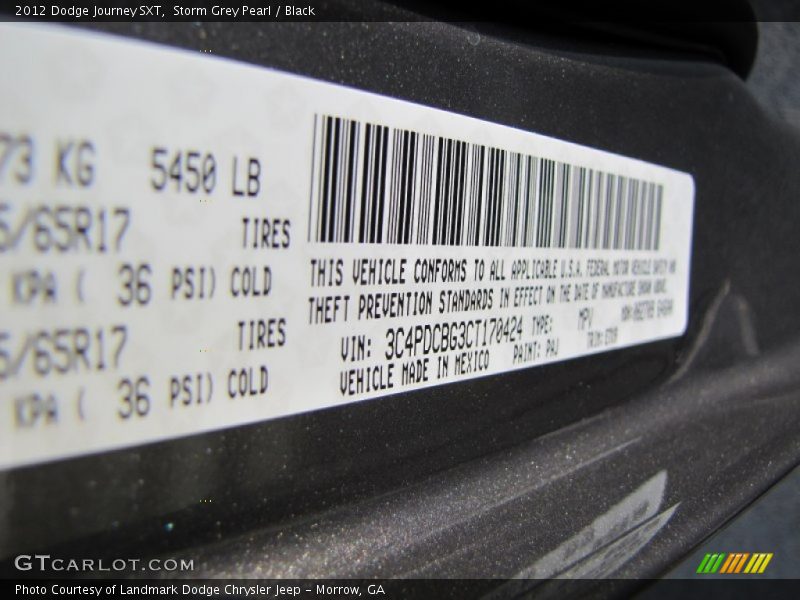 2012 Dodge Journey SXT,  Storm Grey Pearl / Black
73 KG 5450 LB
5/65R17 TIRES
KPA ( 36 PSI) COLD
5/65R17 TIRES
KPA ( 36 PSI) COLD
THIS VEHICLE CONFORMS TO ALL APPLICABLE U.S.A. FEDERAL MOTOR VEHICLE SAFETY AND
THEFT PREVENTION STANDARDS IN EFFECT ON THE DATE OF MANUFACTURE SHOWN ABOVE.
VIN: 3C4PDCBG3CT170424 TYPE: MPV
VEHICLE MADE IN MEXICO PAINT: PAJ TRIM:
GTCARLOT.COM
Photo Courtesy of Landmark Dodge Chrysler Jeep - Morrow, GA